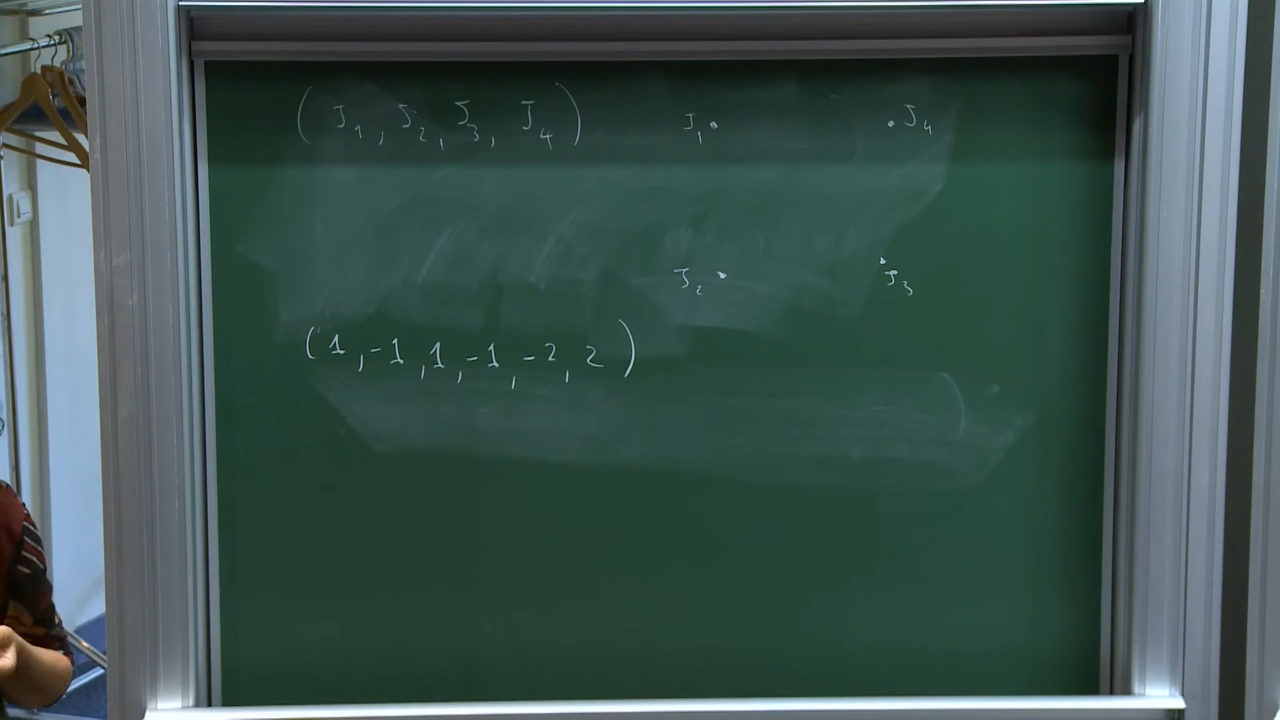 ( J₁, J₂, J₃, J₄ ) J₁ . . J₄
J₂ . . J₃
(1, -1, 1, -1, -2, 2)